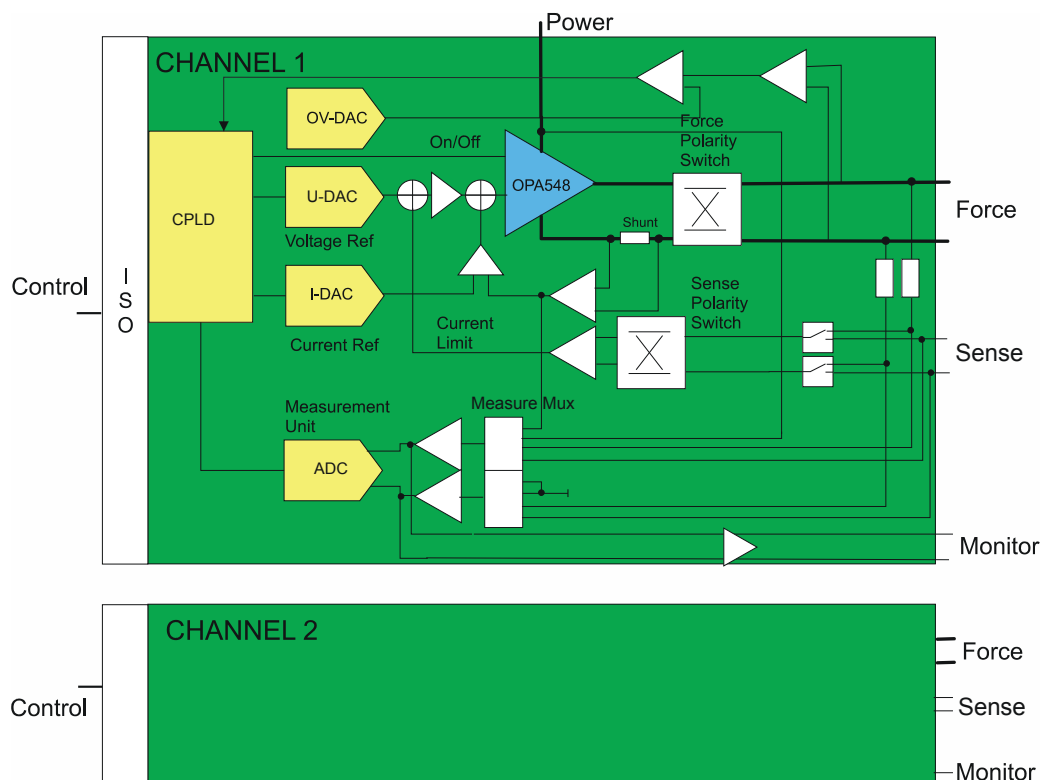 Power
CHANNEL 1
OV-DAC
Force
Polarity
Switch
On/Off
OPA548
CPLD
U-DAC
Voltage Ref
Shunt
Force
I
S
O
Control
I-DAC
Current Ref
Current
Limit
Sense
Polarity
Switch
Sense
Measurement
Unit
Measure Mux
ADC
Monitor
CHANNEL 2
Force
Control
Sense
Monitor